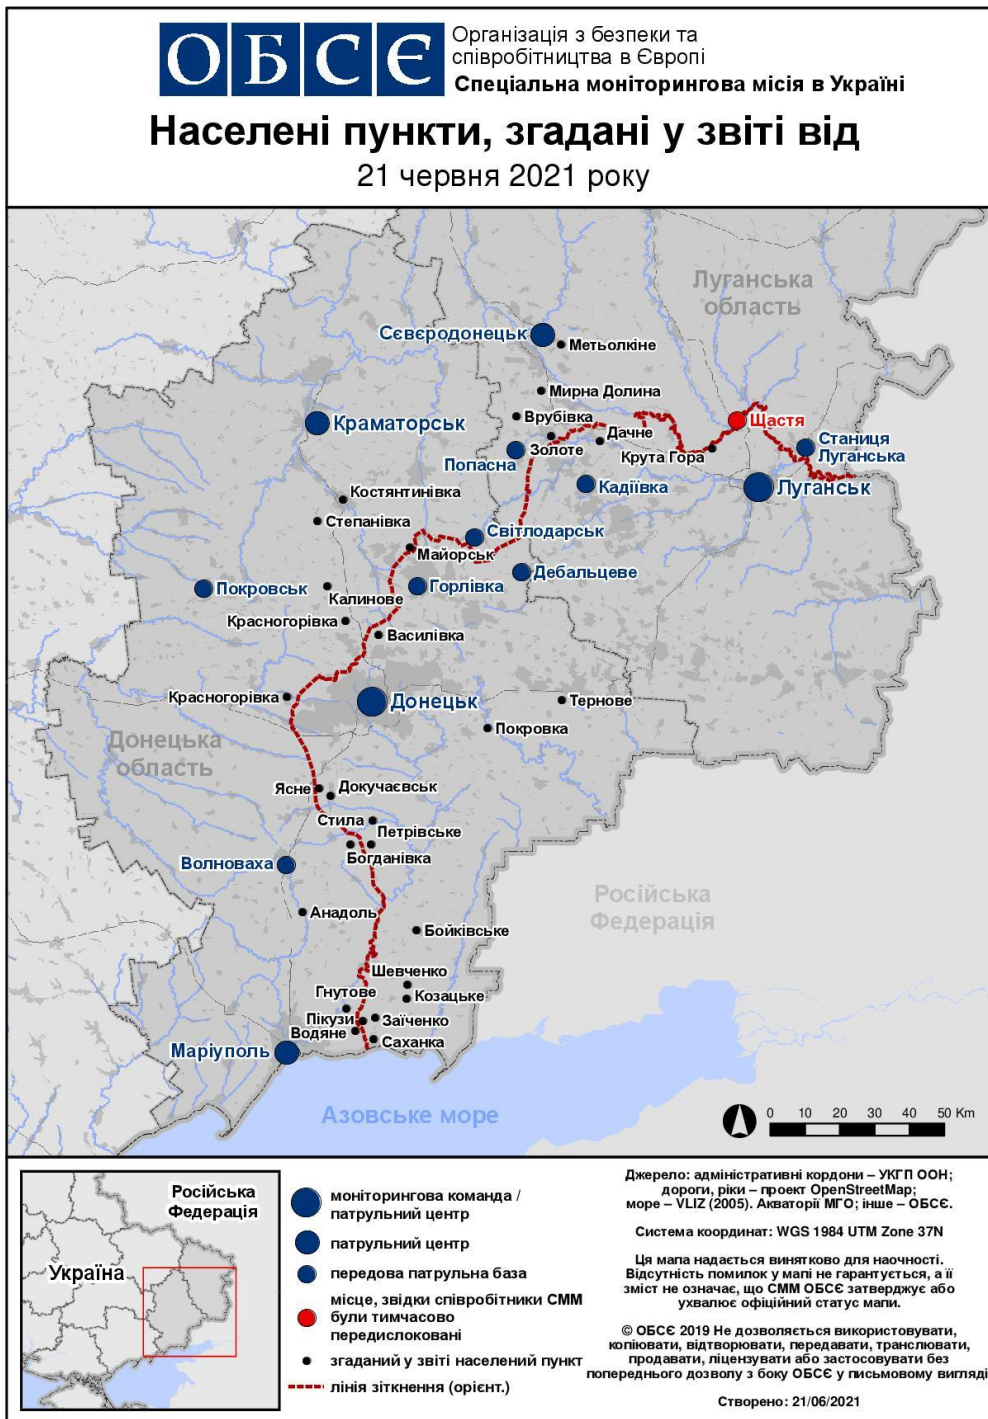 ОБСЄ
Організація з безпеки та
співробітництва в Європі
Спеціальна моніторингова місія в Україні
Населені пункти, згадані у звіті від
21 червня 2021 року
Луганська
область
Сєвєродонецьк
Метьолкіне
Мирна Долина
Краматорськ
Врубівка
Щастя
Дачне
Золоте
Станиця
Луганська
Попасна
Крута Гора
Кадіївка
Луганськ
Костянтинівка
Степанівка
Світлодарськ
Майорськ
Дебальцеве
Покровськ
Калинове
Горлівка
Красногорівка
Василівка
Красногорівка
Донецьк
Тернове
Покровка
Донецька
область
Ясне
Докучаєвськ
Стила
Петрівське
Богданівка
Волноваха
Російська
Федерація
Анадоль
Бойківське
Шевченко
Гнутове
Козацьке
Пікузи
Заїченко
Водяне
Саханка
Маріуполь
Азовське море
0 10 20 30 40 50 Km
Російська
Федерація
Україна
моніторингова команда /
патрульний центр
патрульний центр
передова патрульна база
місце, звідки співробітники СММ
були тимчасово
передислоковані
згаданий у звіті населений пункт
лінія зіткнення (орієнт.)
Джерело: адміністративні кордони – УКГП ООН;
дороги, ріки – проект OpenStreetMap;
море – VLIZ (2005). Акваторії МГО; інше – ОБСЄ.
Система координат: WGS 1984 UTM Zone 37N
Ця мапа надається винятково для наочності.
Відсутність помилок у мапі не гарантується, а її
зміст не означає, що СММ ОБСЄ затверджує або
ухвалює офіційний статус мапи.
© ОБСЄ 2019 Не дозволяється використовувати,
копіювати, відтворювати, передавати, транслювати,
продавати, ліцензувати або застосовувати без
попереднього дозволу з боку ОБСЄ у письмовому вигляді
Створено: 21/06/2021